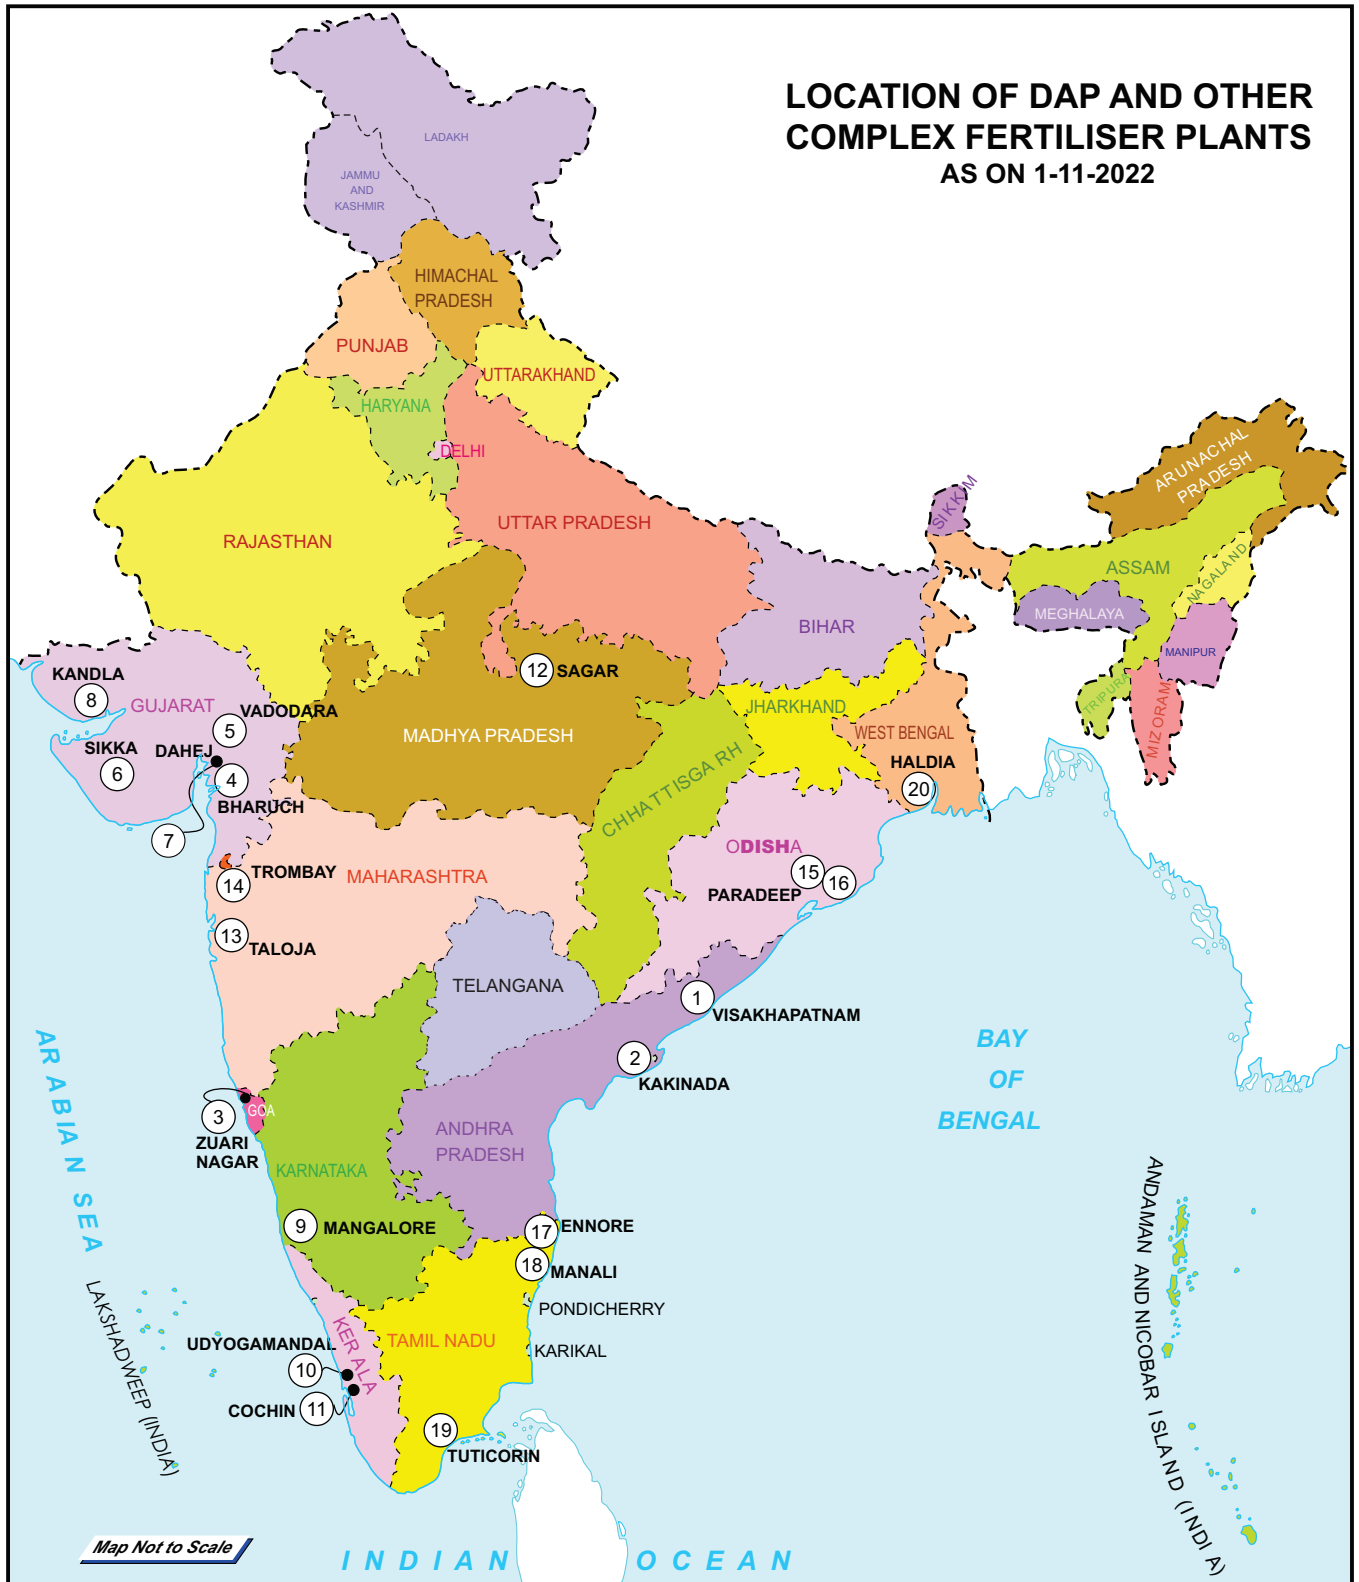 LOCATION OF DAP AND OTHER
COMPLEX FERTILISER PLANTS
AS ON 1-11-2022
LADAKH
JAMMU
AND
KASHMIR
HIMACHAL
PRADESH
PUNJAB
UTTARAKHAND
HARYANA
DELHI
RAJASTHAN
UTTAR PRADESH
SIKKIM
ARUNACHAL
PRADESH
ASSAM
NAGALAND
MEGHALAYA
MANIPUR
TRIPURA
MIZORAM
BIHAR
KANDLA
8
GUJARAT
5
VADODARA
SIKKA
6
DAHEJ
4
BHARUCH
7
12
SAGAR
MADHYA PRADESH
JHARKHAND
WEST BENGAL
HALDIA
20
CHHATTISGA RH
ODISHA
15
16
PARADEEP
14
TROMBAY
MAHARASHTRA
13
TALOJA
TELANGANA
1
VISAKHAPATNAM
2
KAKINADA
GOA
3
ZUARI
NAGAR
ANDHRA
PRADESH
KARNATAKA
9
MANGALORE
17
ENNORE
18
MANALI
PONDICHERRY
KARIKAL
TAMIL NADU
KERALA
UDYOGAMANDAL
10
COCHIN
11
19
TUTICORIN
ARABIAN SEA
LAKSHADWEEP (INDIA)
BAY
OF
BENGAL
ANDAMAN AND NICOBAR ISLAND (INDIA)
Map Not to Scale
INDIAN OCEAN